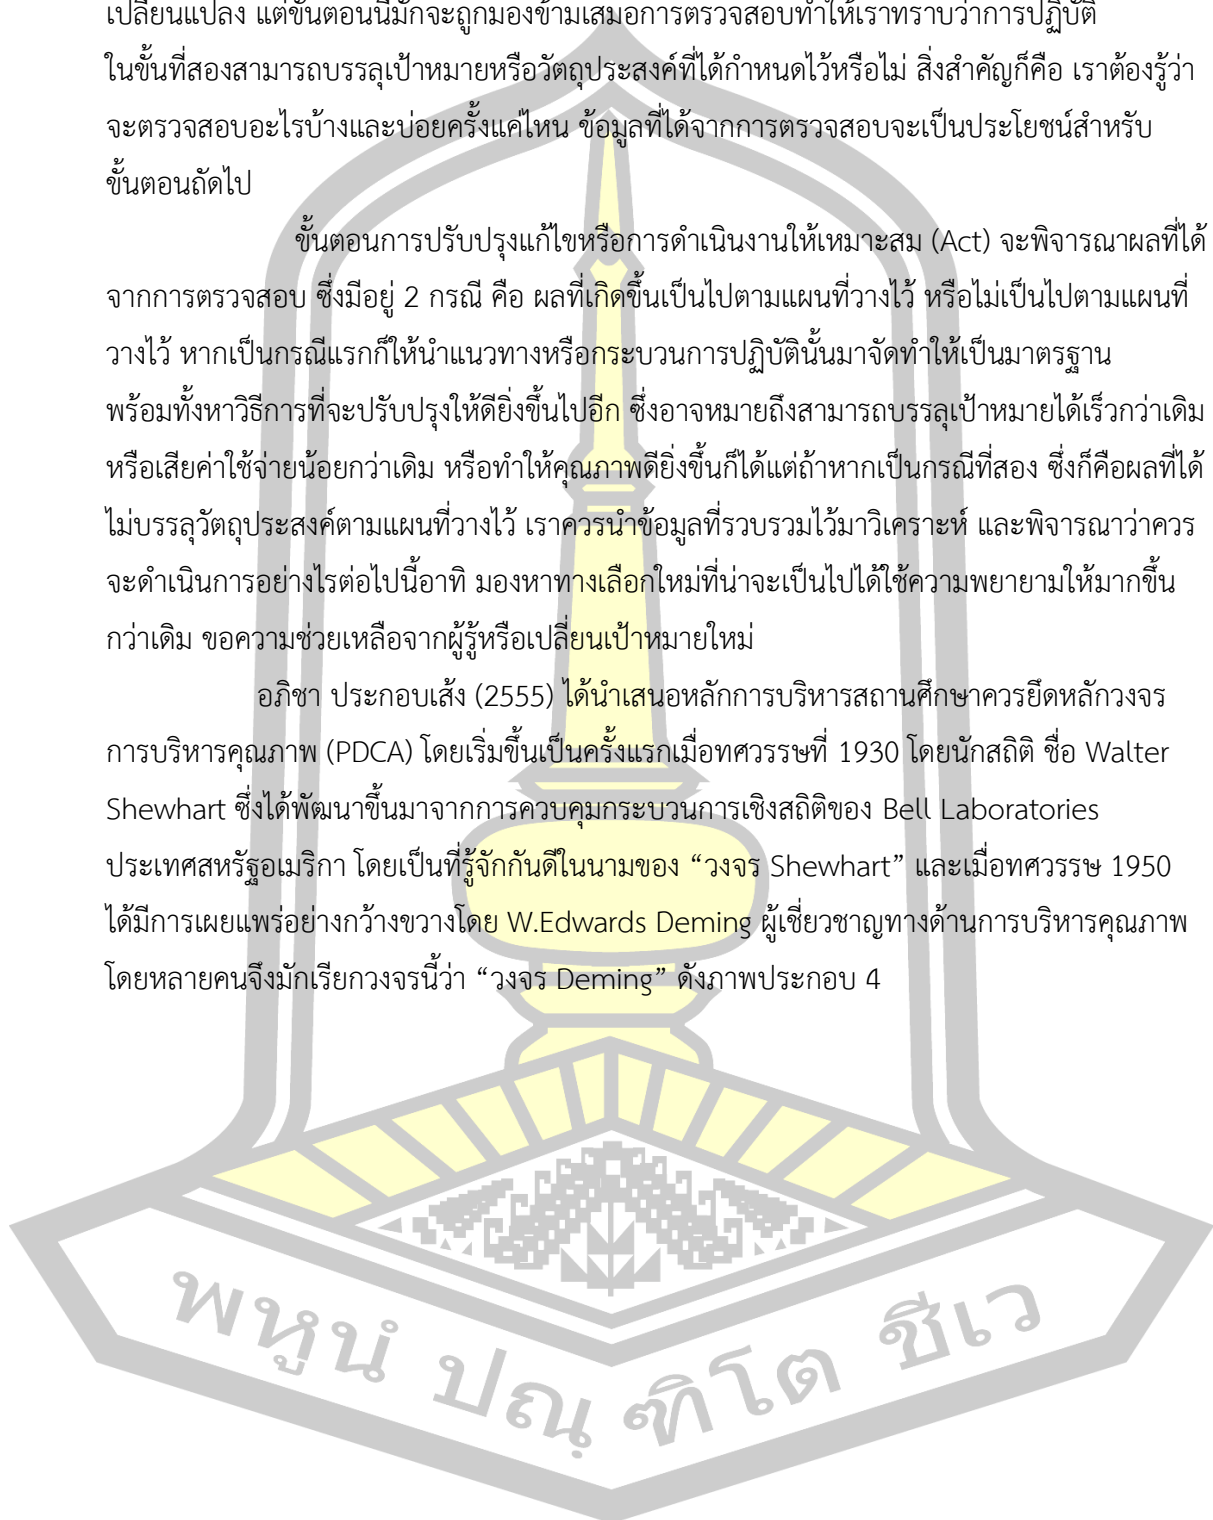 เปลี่ยนแปลง แต่ขั้นตอนนี้มักจะถูกมองข้ามเสมอการตรวจสอบทำให้เราทราบว่าการปฏิบัติ
ในขั้นที่สองสามารถบรรลุเป้าหมายหรือวัตถุประสงค์ที่ได้กำหนดไว้หรือไม่ สิ่งสำคัญก็คือ เราต้องรู้ว่า
จะตรวจสอบอะไรบ้างและบ่อยครั้งแค่ไหน ข้อมูลที่ได้จากการตรวจสอบจะเป็นประโยชน์สำหรับ
ขั้นตอนถัดไป
ขั้นตอนการปรับปรุงแก้ไขหรือการดำเนินงานให้เหมาะสม (Act) จะพิจารณาผลที่ได้
จากการตรวจสอบ ซึ่งมีอยู่ 2 กรณี คือ ผลที่เกิดขึ้นเป็นไปตามแผนที่วางไว้ หรือไม่เป็นไปตามแผนที่
วางไว้ หากเป็นกรณีแรกก็ให้นำแนวทางหรือกระบวนการปฏิบัตินั้นมาจัดทำให้เป็นมาตรฐาน
พร้อมทั้งหาวิธีการที่จะปรับปรุงให้ดียิ่งขึ้นไปอีก ซึ่งอาจหมายถึงสามารถบรรลุเป้าหมายได้เร็วกว่าเดิม
หรือเสียค่าใช้จ่ายน้อยกว่าเดิม หรือทำให้คุณภาพดียิ่งขึ้นก็ได้แต่ถ้าหากเป็นกรณีที่สอง ซึ่งก็คือผลที่ได้
ไม่บรรลุวัตถุประสงค์ตามแผนที่วางไว้ เราควรนำข้อมูลที่รวบรวมไว้มาวิเคราะห์ และพิจารณาว่าควร
จะดำเนินการอย่างไรต่อไปนี้อาทิ มองหาทางเลือกใหม่ที่น่าจะเป็นไปได้ใช้ความพยายามให้มากขึ้น
กว่าเดิม ขอความช่วยเหลือจากผู้รู้หรือเปลี่ยนเป้าหมายใหม่
อภิชา ประกอบเส้ง (2555) ได้นำเสนอหลักการบริหารสถานศึกษาควรยึดหลักวงจร
การบริหารคุณภาพ (PDCA) โดยเริ่มขึ้นเป็นครั้งแรกเมื่อทศวรรษที่ 1930 โดยนักสถิติ ชื่อ Walter
Shewhart ซึ่งได้พัฒนาขึ้นมาจากการควบคุมกระบวนการเชิงสถิติของ Bell Laboratories
ประเทศสหรัฐอเมริกา โดยเป็นที่รู้จักกันดีในนามของ “วงจร Shewhart” และเมื่อทศวรรษ 1950
ได้มีการเผยแพร่อย่างกว้างขวางโดย W.Edwards Deming ผู้เชี่ยวชาญทางด้านการบริหารคุณภาพ
โดยหลายคนจึงมักเรียกวงจรนี้ว่า “วงจร Deming” ดังภาพประกอบ 4
พหูนํ ปณฺฑิโต ชีเว